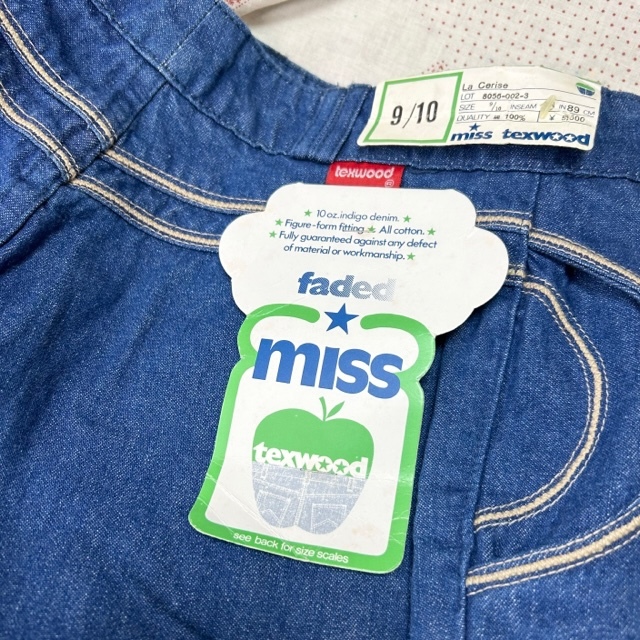 La Cerise
LOT 8056-002-3
9/10
SIZE 9/10 INSEAM IN 89 CM
QUALITY 100% ¥
miss texwood
texwood
®
★ 10 oz. indigo denim. ★
★ Figure-form fitting. ★ All cotton. ★
★ Fully guaranteed against any defect
of material or workmanship. ★
faded
miss
texwood
see back for size scales